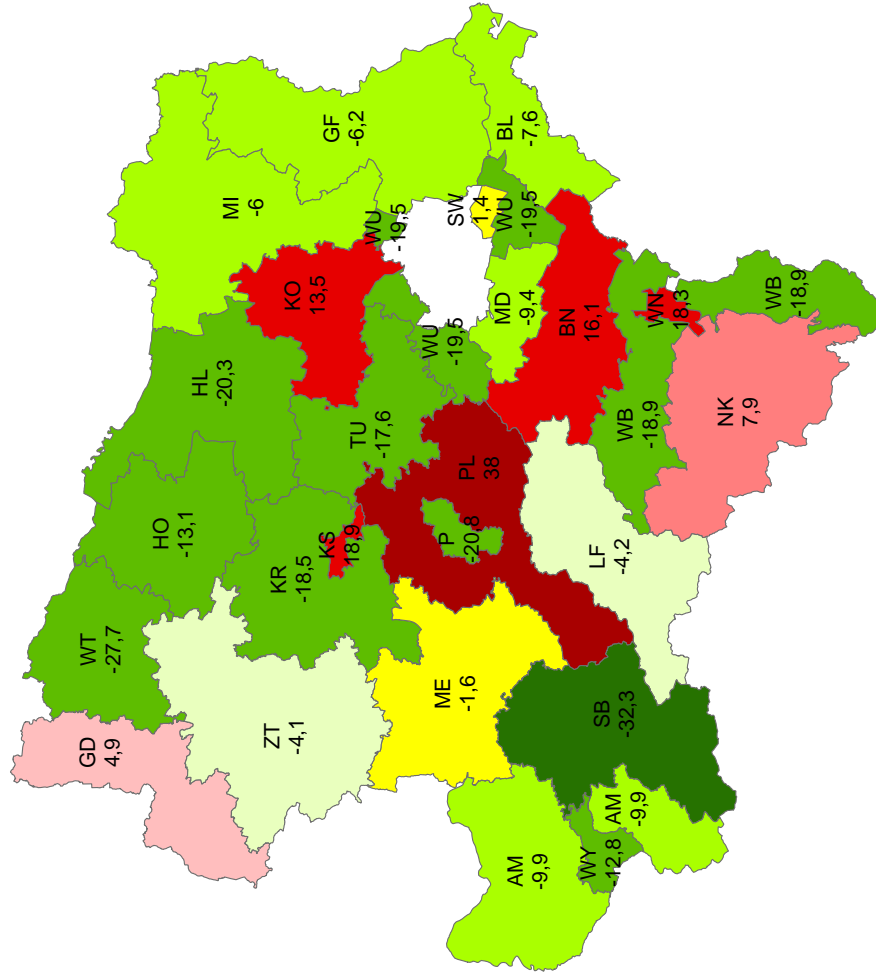 GD
4,9
WT
-27,7
HO
-13,1
HL
-20,3
MI
-6
ZT
-4,1
KR
-18,5
KO
13,5
KS
18,9
GF
-6,2
TU
-17,6
WU
-19,5
WU
-19,5
ME
-1,6
P
-20,8
SW
1,4
PL
38
MD
-9,4
WU
-19,5
BL
-7,6
AM
-9,9
BN
16,1
WY
-12,8
LF
-4,2
SB
-32,3
AM
-9,9
WB
-18,9
WN
18,3
NK
7,9
WB
-18,9